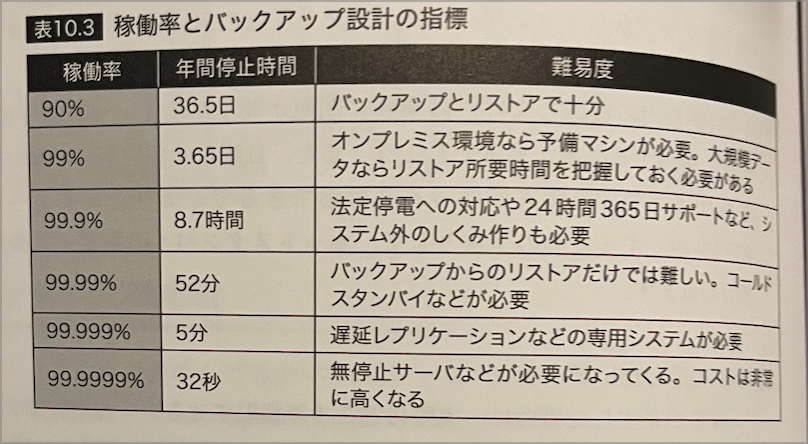 表10.3 稼働率とバックアップ設計の指標
稼働率 年間停止時間 難易度
90% 36.5日 バックアップとリストアで十分
99% 3.65日 オンプレミス環境なら予備マシンが必要。大規模デー
タならリストア所要時間を把握しておく必要がある
99.9% 8.7時間 法定停電への対応や24時間365日サポートなど、シ
ステム外のしくみ作りも必要
99.99% 52分 バックアップからのリストアだけでは難しい。コールド
スタンバイなどが必要
99.999% 5分 遅延レプリケーションなどの専用システムが必要
99.9999% 32秒 無停止サーバなどが必要になってくる。コストは非常
に高くなる